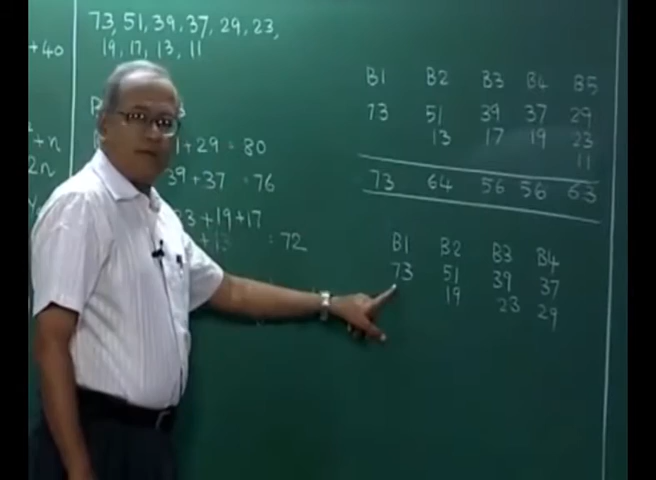 73, 51, 39, 37, 29, 23,
19, 17, 13, 11
+40
+n
2n
P
1+29 = 80
39+37 = 76
33+19+17
+13 = 72
B1 B2 B3 B4 B5
73 51 39 37 29
13 17 19 23
11
73 64 56 56 63
B1 B2 B3 B4
73 51 39 37
19 23 29